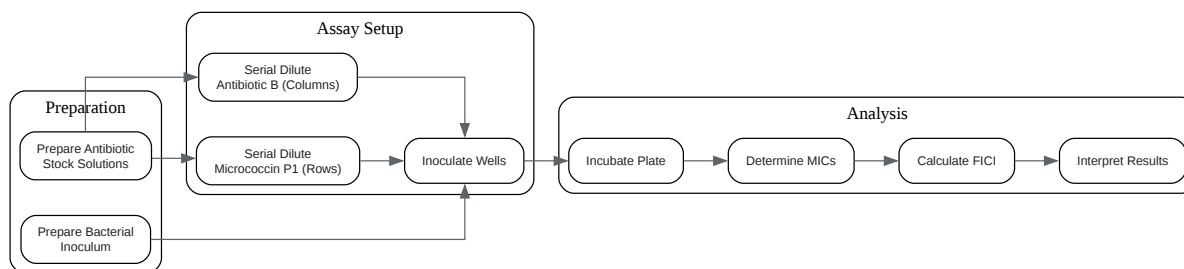 Assay Setup
Serial Dilute
Antibiotic B (Columns)
Preparation
Analysis
Prepare Antibiotic
Stock Solutions
Serial Dilute
Micrococcin P1 (Rows)
Inoculate Wells
Incubate Plate
Determine MICs
Calculate FICI
Interpret Results
Prepare Bacterial
Inoculum